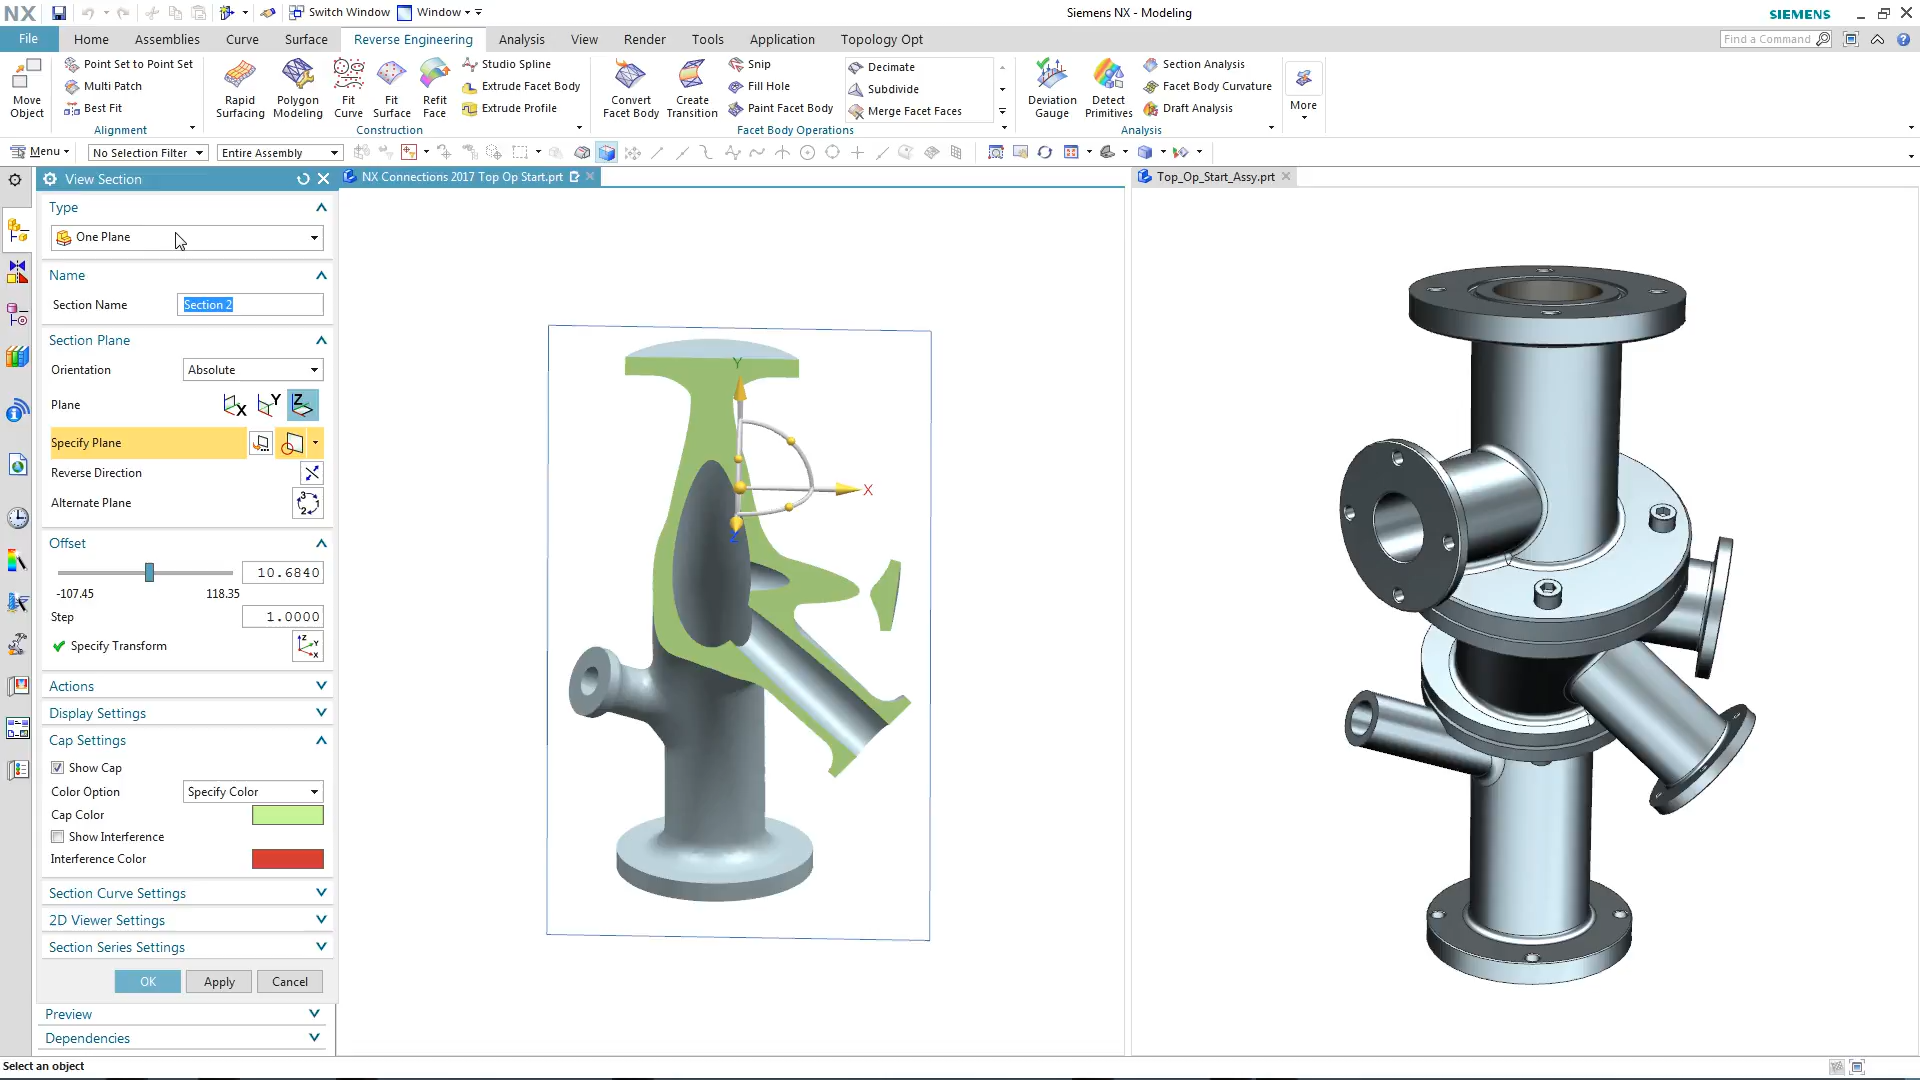 NX
Switch Window
Window
Siemens NX - Modeling
SIEMENS
File
Home
Assemblies
Curve
Surface
Reverse Engineering
Analysis
View
Render
Tools
Application
Topology Opt
Find a Command
Move Object
Point Set to Point Set
Multi Patch
Best Fit
Alignment
Rapid Surfacing
Polygon Modeling
Fit Curve
Fit Surface
Refit Face
Studio Spline
Extrude Facet Body
Extrude Profile
Construction
Convert Facet Body
Create Transition
Snip
Fill Hole
Paint Facet Body
Decimate
Subdivide
Merge Facet Faces
Facet Body Operations
Deviation Gauge
Detect Primitives
Section Analysis
Facet Body Curvature
Draft Analysis
Analysis
More
Menu
No Selection Filter
Entire Assembly
View Section
NX Connections 2017 Top Op Start.prt
Top_Op_Start_Assy.prt
Type
One Plane
Name
Section Name
Section 2
Section Plane
Orientation
Absolute
Plane
X
Y
Z
Specify Plane
Reverse Direction
Alternate Plane
Offset
10.6840
-107.45
118.35
Step
1.0000
Specify Transform
Actions
Display Settings
Cap Settings
Show Cap
Color Option
Specify Color
Cap Color
Show Interference
Interference Color
Section Curve Settings
2D Viewer Settings
Section Series Settings
OK
Apply
Cancel
Preview
Dependencies
Select an object
Y
X
Z